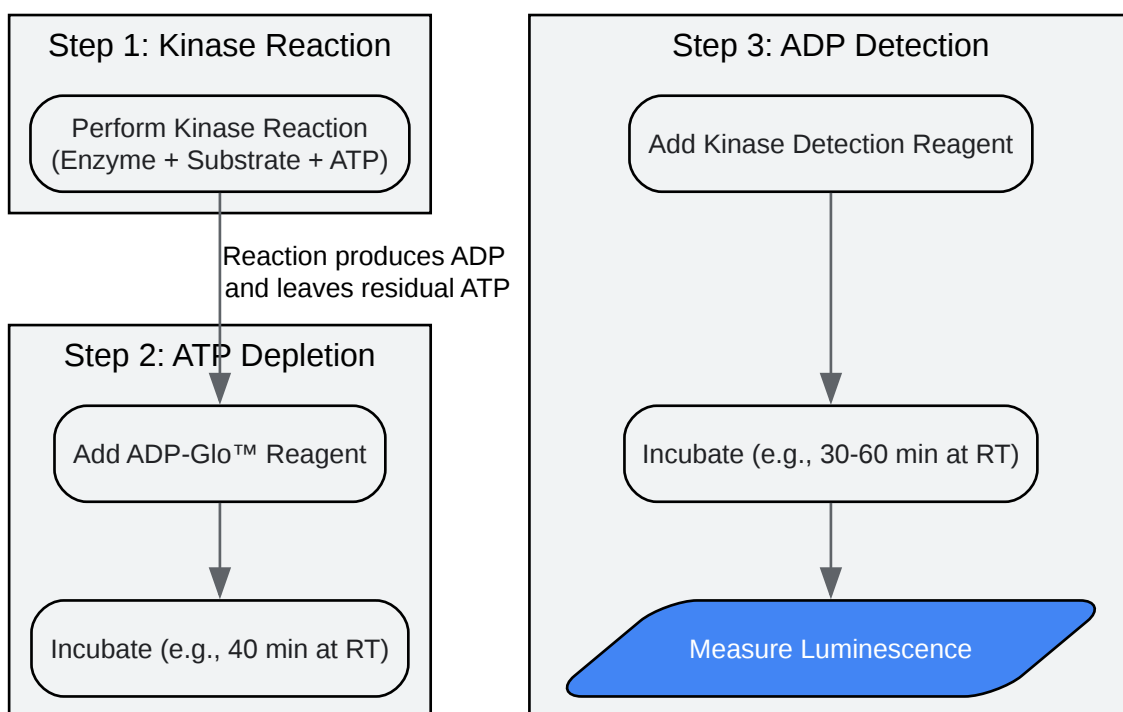 Step 1: Kinase Reaction
Perform Kinase Reaction
(Enzyme + Substrate + ATP)
Reaction produces ADP
and leaves residual ATP
Step 2: ATP Depletion
Add ADP-Glo™ Reagent
Incubate (e.g., 40 min at RT)
Step 3: ADP Detection
Add Kinase Detection Reagent
Incubate (e.g., 30-60 min at RT)
Measure Luminescence